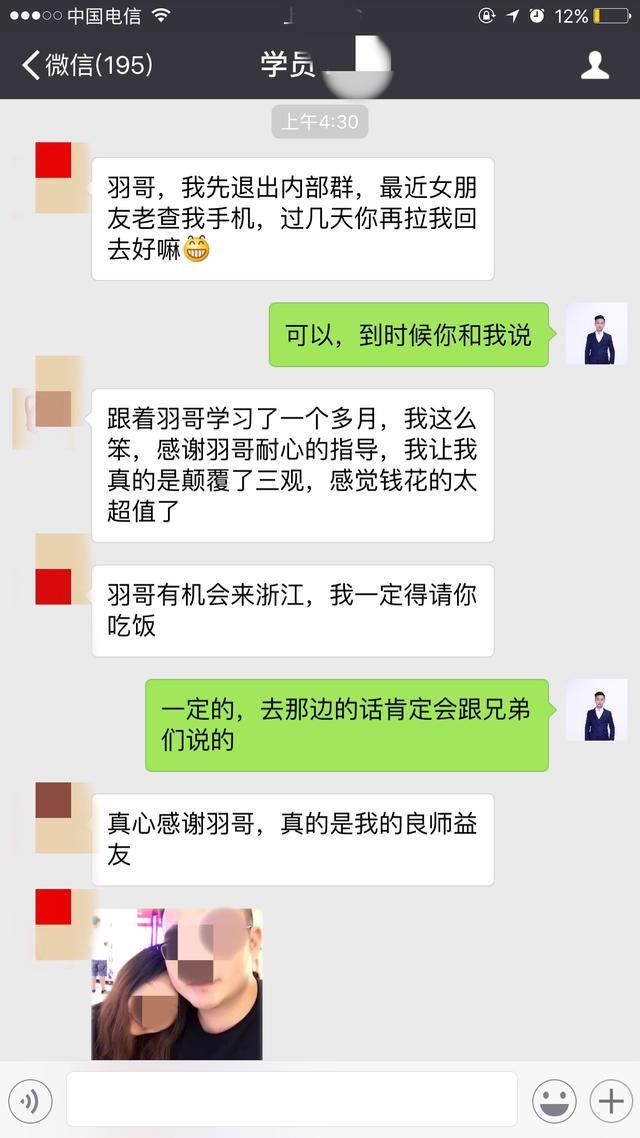 中国电信
12%
微信(195)
学员
上午4:30
羽哥，我先退出内部群，最近女朋
友老查我手机，过几天你再拉我回
去好嘛😁
可以，到时候你和我说
跟着羽哥学习了一个多月，我这么
笨，感谢羽哥耐心的指导，我让我
真的是颠覆了三观，感觉钱花的太
超值了
羽哥有机会来浙江，我一定得请你
吃饭
一定的，去那边的话肯定会跟兄弟
们说的
真心感谢羽哥，真的是我的良师益
友